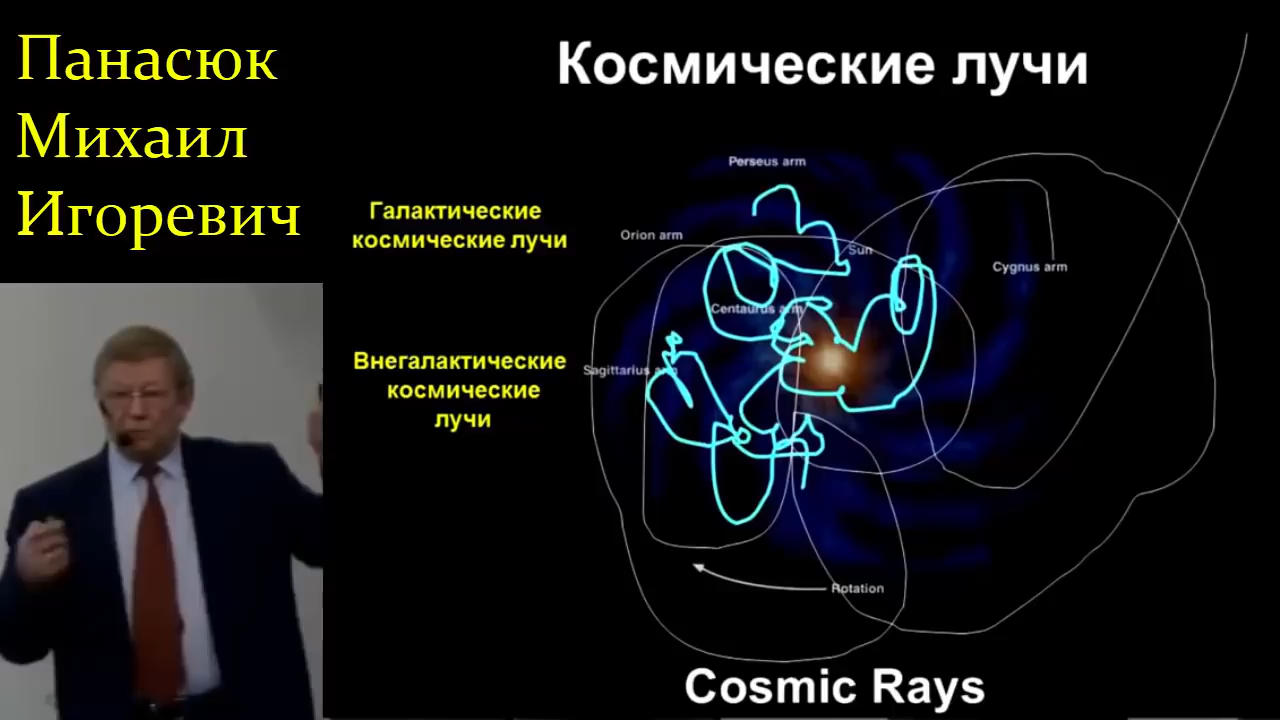 Панасюк
Михаил
Игоревич
Космические лучи
Perseus arm
Галактические
космические лучи
Orion arm
Sun
Cygnus arm
Centaurus arm
Внегалактические
космические
лучи
Sagittarius arm
Rotation
Cosmic Rays